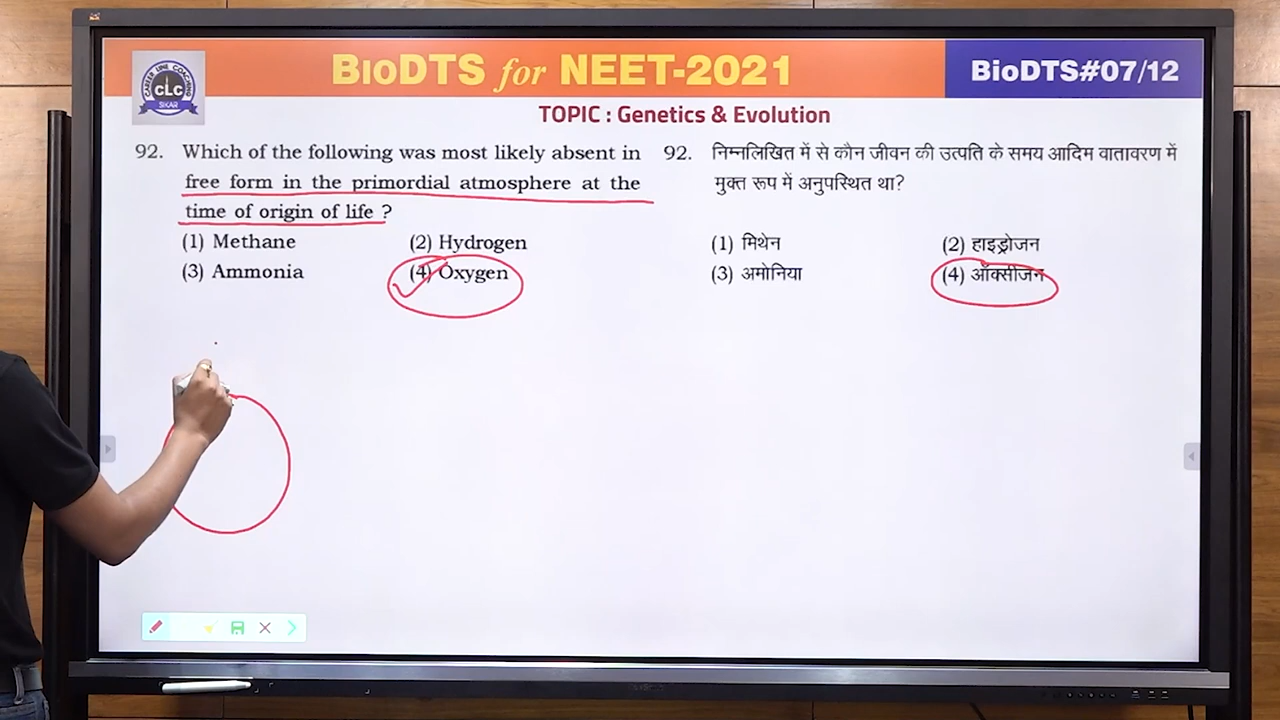 BIODTS for NEET-2021
BIODTS#07/12
CAREER LINE COACHING
CLC
SIKAR
TOPIC : Genetics & Evolution
92. Which of the following was most likely absent in
free form in the primordial atmosphere at the
time of origin of life ?
(1) Methane (2) Hydrogen
(3) Ammonia (4) Oxygen
92. निम्नलिखित में से कौन जीवन की उत्पति के समय आदिम वातावरण में
मुक्त रूप में अनुपस्थित था?
(1) मिथेन (2) हाइड्रोजन
(3) अमोनिया (4) ऑक्सीजन